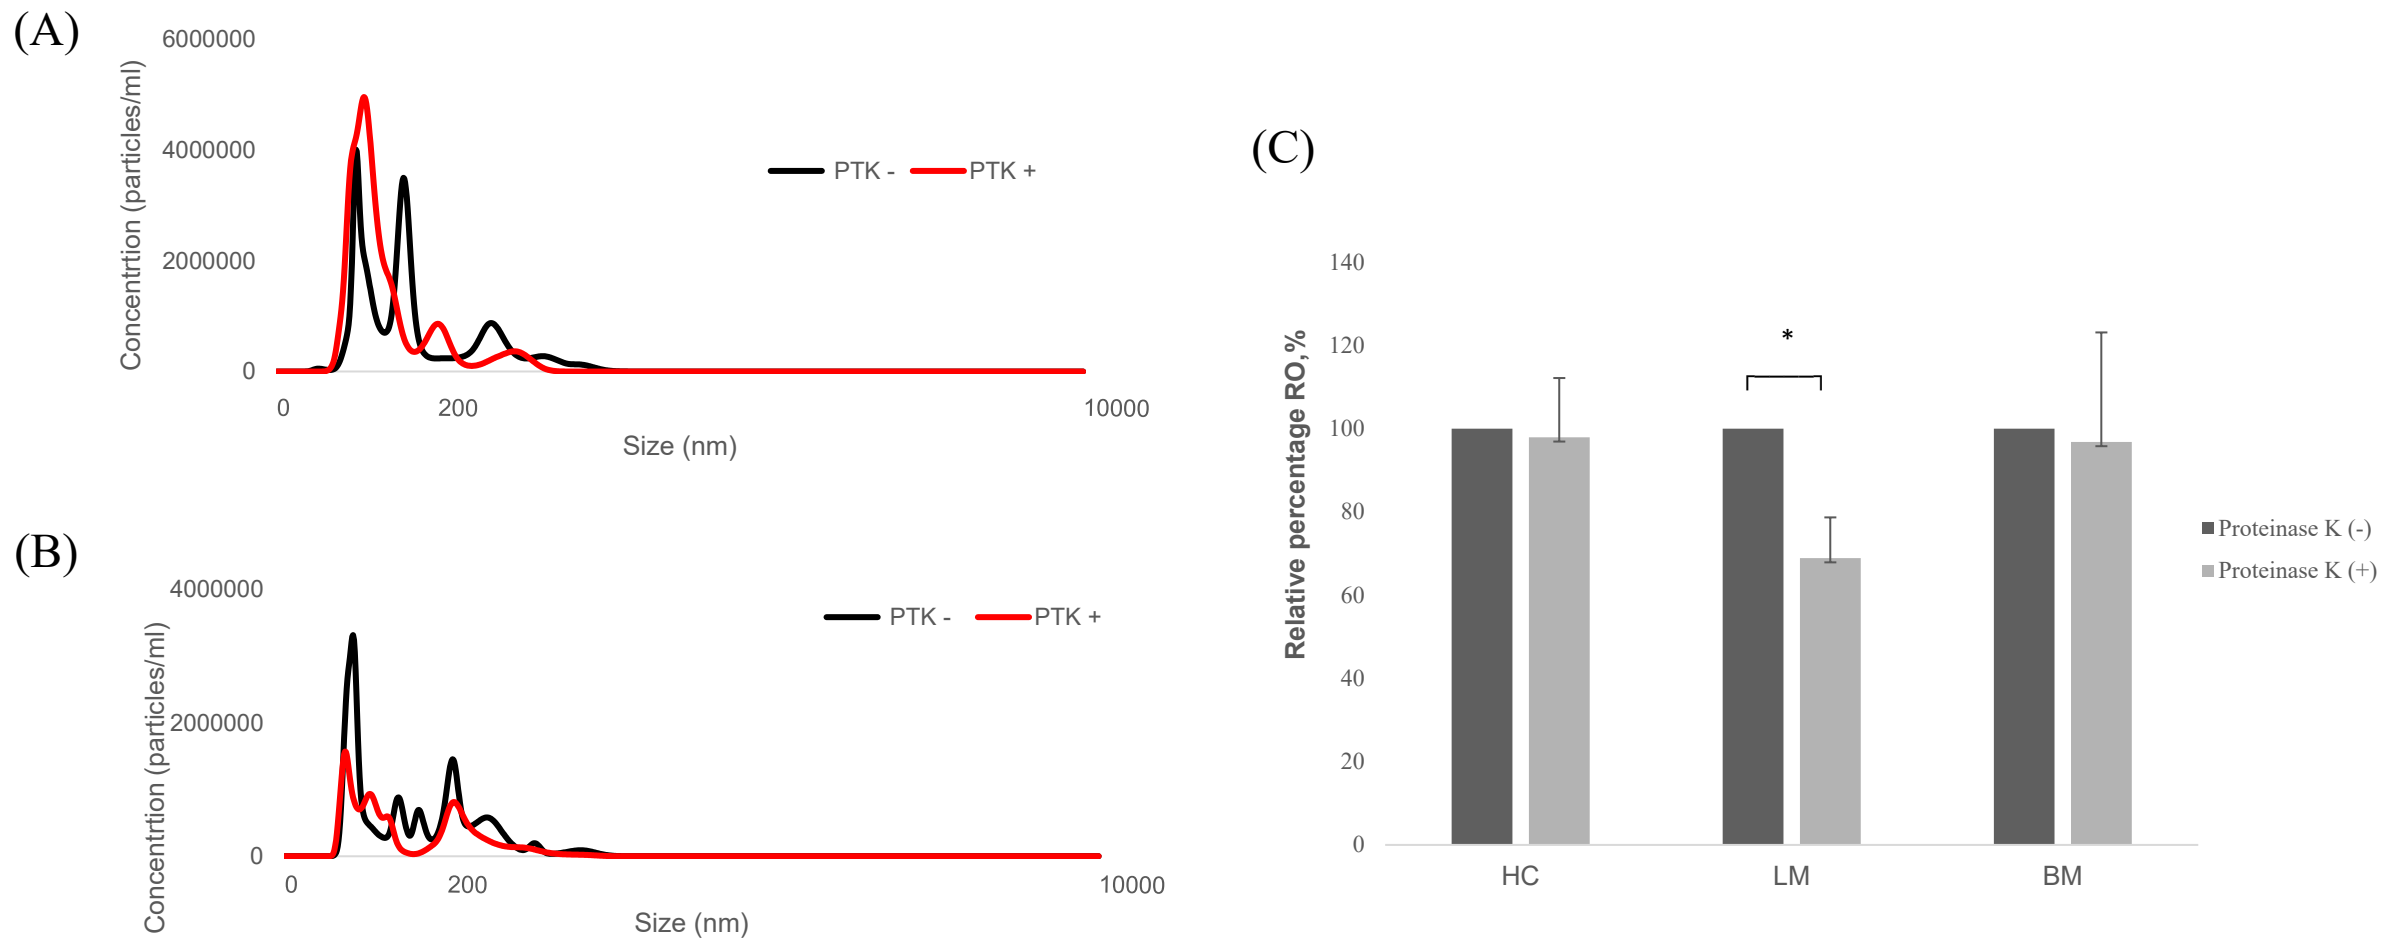 (A)
6000000
4000000
2000000
0
Concentrtion (particles/ml)
PTK - PTK +
0 200 10000
Size (nm)
(B)
4000000
2000000
0
Concentrtion (particles/ml)
PTK - PTK +
0 200 10000
Size (nm)
(C)
140
120
100
80
60
40
20
0
Relative percentage RO,%
*
Proteinase K (-)
Proteinase K (+)
HC LM BM